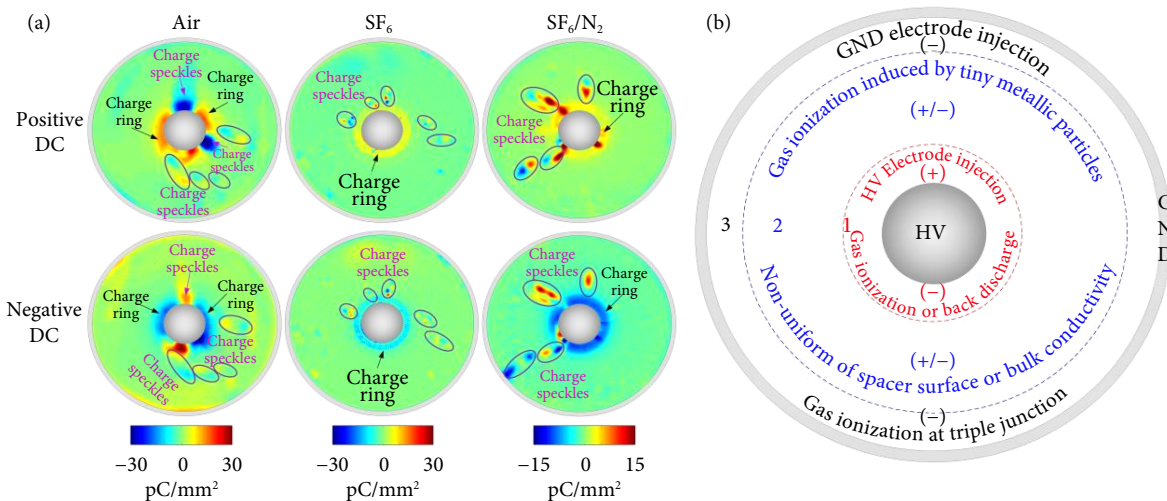 (a)
Air
SF6
SF6/N2
Positive
DC
Charge
speckles
Charge
ring
Charge
ring
Charge
speckles
Charge
speckles
Charge
speckles
Charge
ring
Charge
ring
Charge
speckles
Negative
DC
Charge
speckles
Charge ring
Charge
ring
Charge
speckles
Charge
speckles
Charge
speckles
Charge
ring
Charge
speckles
Charge
ring
Charge
speckles
−30 0 30
pC/mm2
−30 0 30
pC/mm2
−15 0 15
pC/mm2
(b)
GND electrode injection
(−)
Gas ionization induced by tiny metallic particles
(+/−)
HV Electrode injection
(+)
3
2
1
HV
G
N
D
(−)
Gas ionization or back discharge
(+/−)
Non-uniform of spacer surface or bulk conductivity
(−)
Gas ionization at triple junction